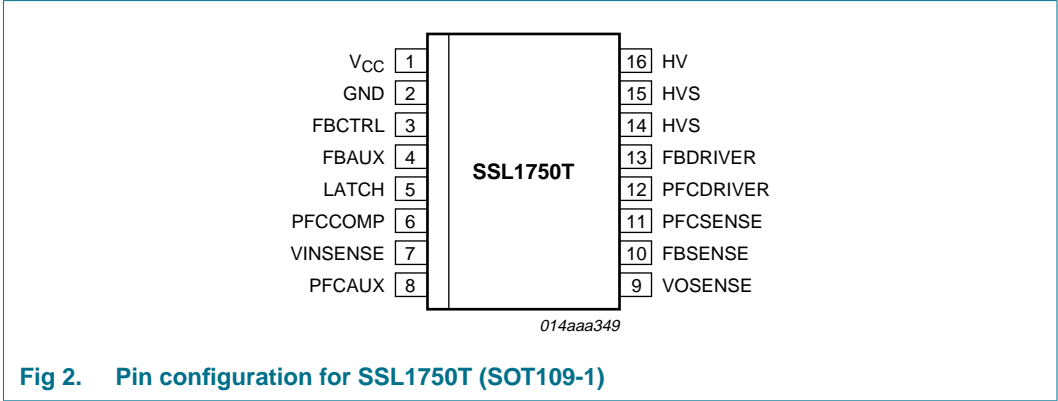 VCC 1 16 HV
GND 2 15 HVS
FBCTRL 3 14 HVS
FBAUX 4 13 FBDRIVER
SSL1750T
LATCH 5 12 PFCDRIVER
PFCCOMP 6 11 PFCSENSE
VINSENSE 7 10 FBSENSE
PFCAUX 8 9 VOSENSE
014aaa349
Fig 2. Pin configuration for SSL1750T (SOT109-1)